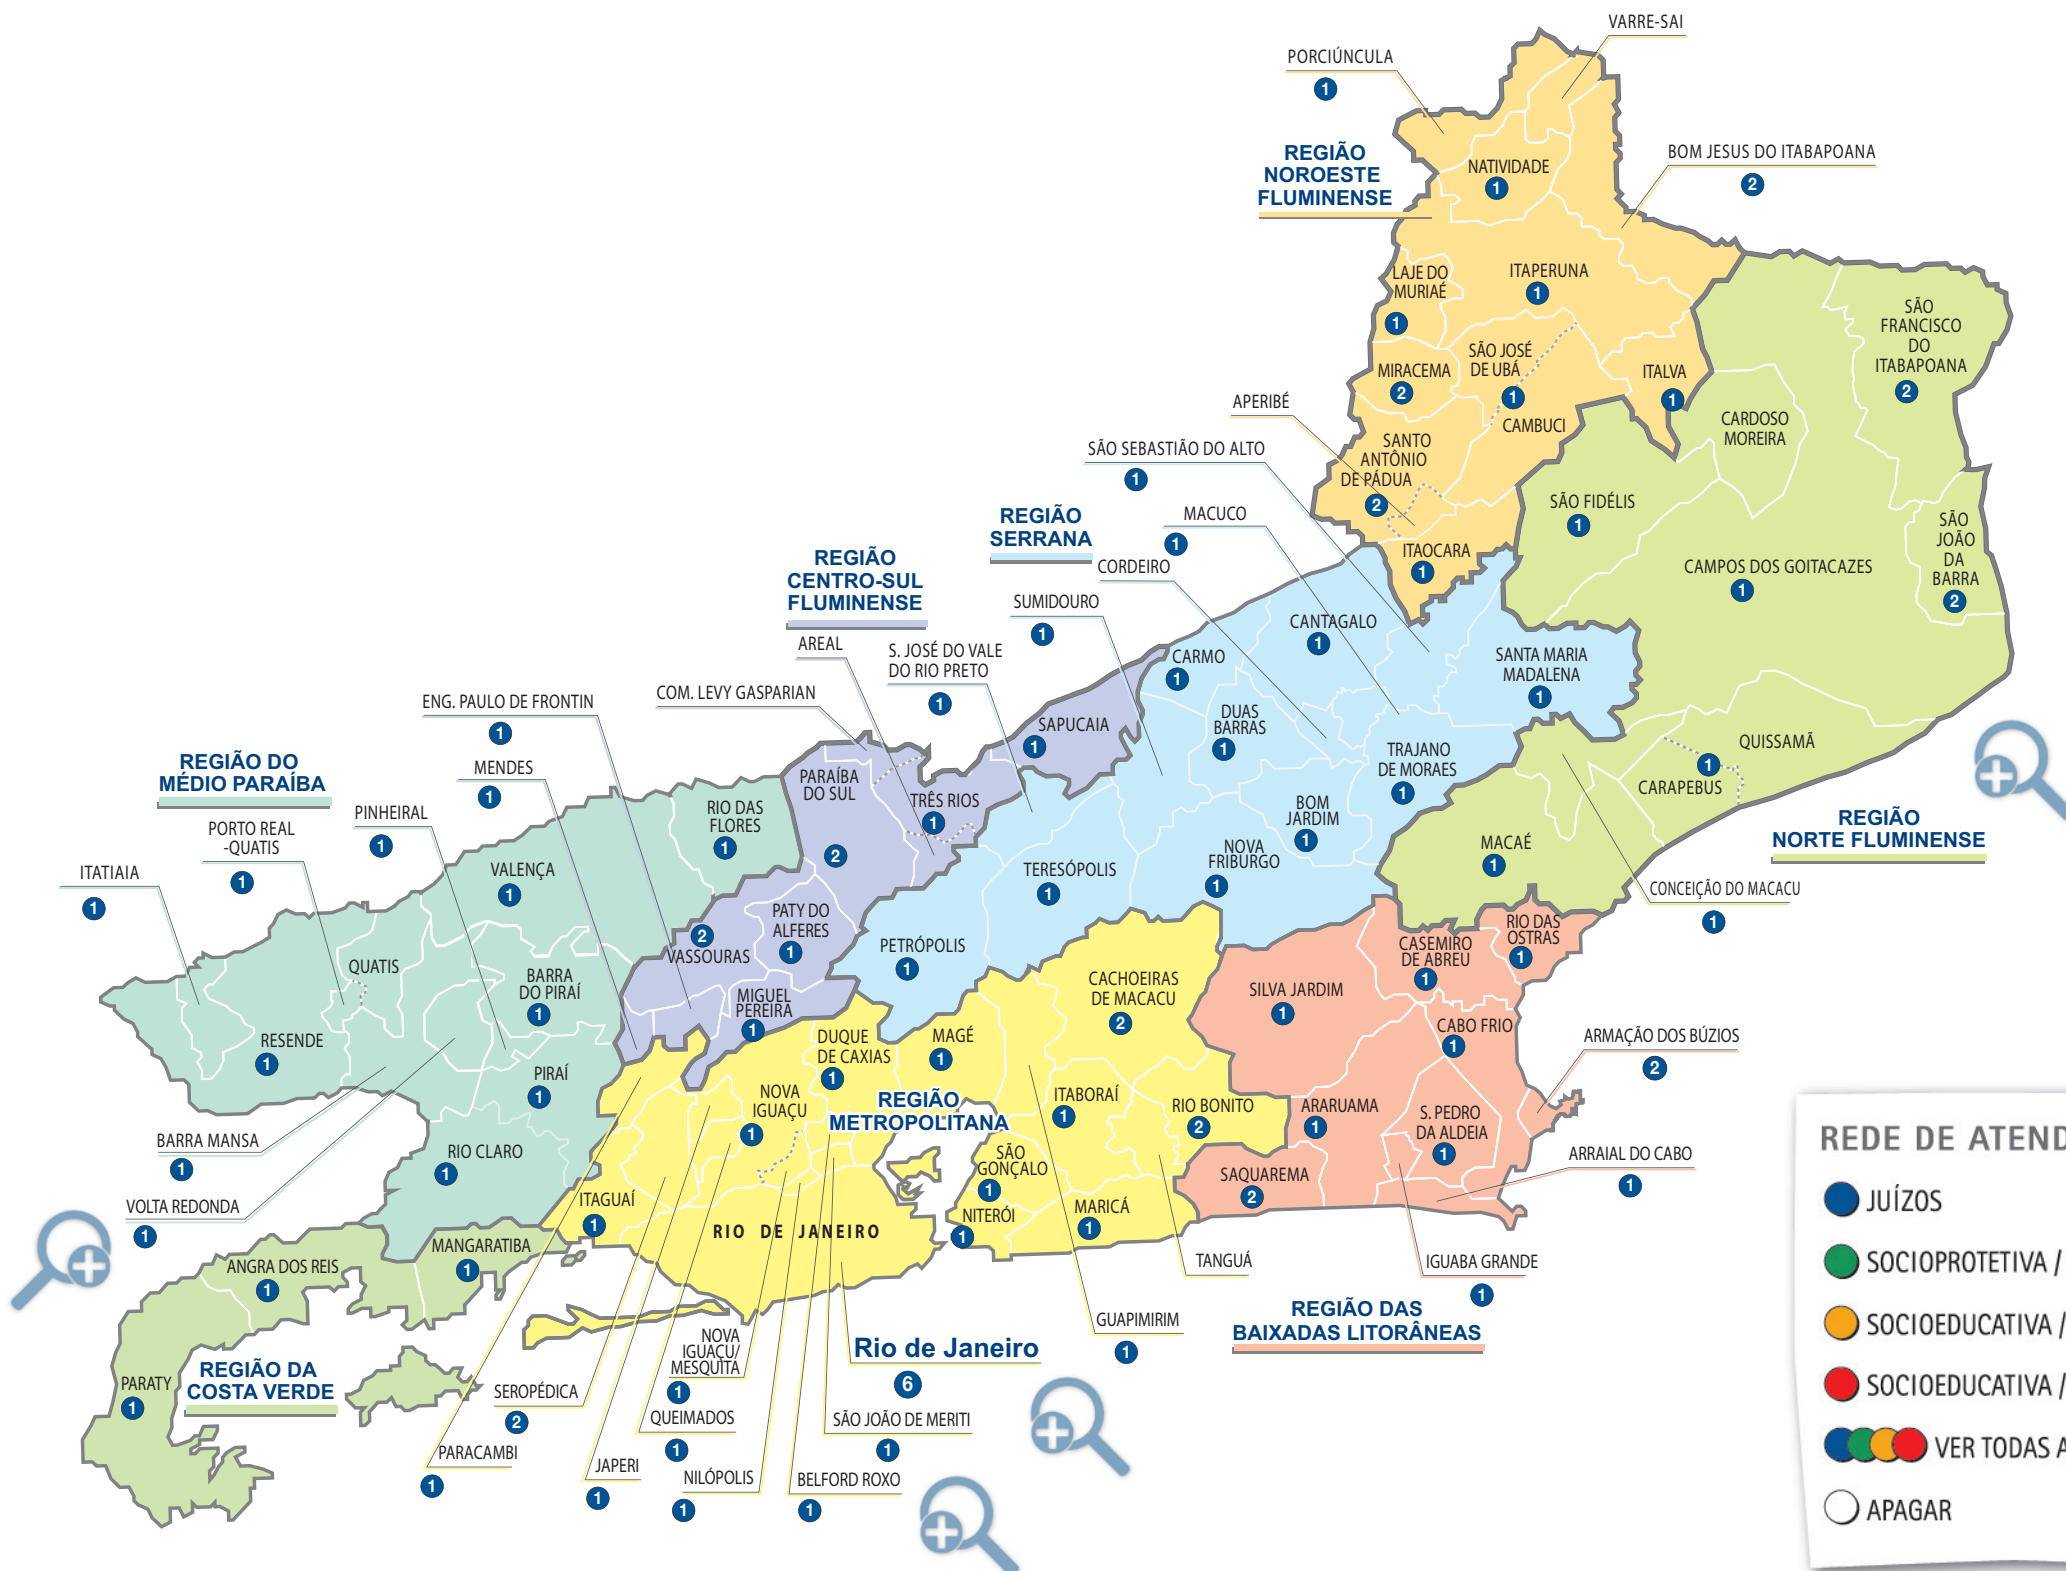 VARRE-SAI
PORCIÚNCULA
1
REGIÃO
NOROESTE
FLUMINENSE
NATIVIDADE
1
BOM JESUS DO ITABAPOANA
2
LAJE DO
MURIAÉ
1
ITAPERUNA
1
SÃO
FRANCISCO
DO
ITABAPOANA
2
MIRACEMA
2
SÃO JOSÉ
DE UBÁ
1
CAMBUCI
ITALVA
1
CARDOSO
MOREIRA
APERIBÉ
SANTO
ANTÔNIO
DE PÁDUA
2
SÃO SEBASTIÃO DO ALTO
1
SÃO FIDÉLIS
1
SÃO
JOÃO
DA
BARRA
2
REGIÃO
SERRANA
MACUCO
1
ITAOCARA
1
CAMPOS DOS GOITACAZES
1
REGIÃO
CENTRO-SUL
FLUMINENSE
CORDEIRO
SUMIDOURO
1
CANTAGALO
1
AREAL
S. JOSÉ DO VALE
DO RIO PRETO
1
CARMO
1
SANTA MARIA
MADALENA
1
ENG. PAULO DE FRONTIN
1
COM. LEVY GASPARIAN
SAPUCAIA
1
DUAS
BARRAS
1
TRAJANO
DE MORAES
1
QUISSAMÃ
1
CARAPEBUS
REGIÃO DO
MÉDIO PARAÍBA
MENDES
1
PARAÍBA
DO SUL
2
TRÊS RIOS
1
BOM
JARDIM
1
REGIÃO
NORTE FLUMINENSE
PORTO REAL
-QUATIS
1
PINHEIRAL
1
RIO DAS
FLORES
1
MACAÉ
1
ITATIAIA
1
VALENÇA
1
TERESÓPOLIS
1
NOVA
FRIBURGO
1
CONCEIÇÃO DO MACACU
1
PATY DO
ALFERES
1
2
VASSOURAS
PETRÓPOLIS
1
CASEMIRO
DE ABREU
1
RIO DAS
OSTRAS
1
QUATIS
BARRA
DO PIRAÍ
1
MIGUEL
PEREIRA
1
CACHOEIRAS
DE MACACU
2
SILVA JARDIM
1
CABO FRIO
1
ARMAÇÃO DOS BÚZIOS
2
RESENDE
1
DUQUE
DE CAXIAS
1
MAGÉ
1
PIRAÍ
1
NOVA
IGUAÇU
1
REGIÃO
METROPOLITANA
ITABORAÍ
1
RIO BONITO
2
ARARUAMA
1
S. PEDRO
DA ALDEIA
1
BARRA MANSA
1
RIO CLARO
1
SÃO
GONÇALO
1
SAQUAREMA
2
ARRAIAL DO CABO
1
VOLTA REDONDA
1
ITAGUAÍ
1
RIO DE JANEIRO
NITERÓI
1
MARICÁ
1
ANGRA DOS REIS
1
MANGARATIBA
1
TANGUÁ
IGUABA GRANDE
1
REGIÃO DAS
BAIXADAS LITORÂNEAS
GUAPIMIRIM
1
NOVA
IGUAÇU/
MESQUITA
1
Rio de Janeiro
6
REGIÃO DA
COSTA VERDE
PARATY
1
SEROPÉDICA
2
QUEIMADOS
1
SÃO JOÃO DE MERITI
1
PARACAMBI
1
JAPERI
1
NILÓPOLIS
1
BELFORD ROXO
1
REDE DE ATEND
JUÍZOS
SOCIOPROTETIVA /
SOCIOEDUCATIVA /
SOCIOEDUCATIVA /
VER TODAS A
APAGAR